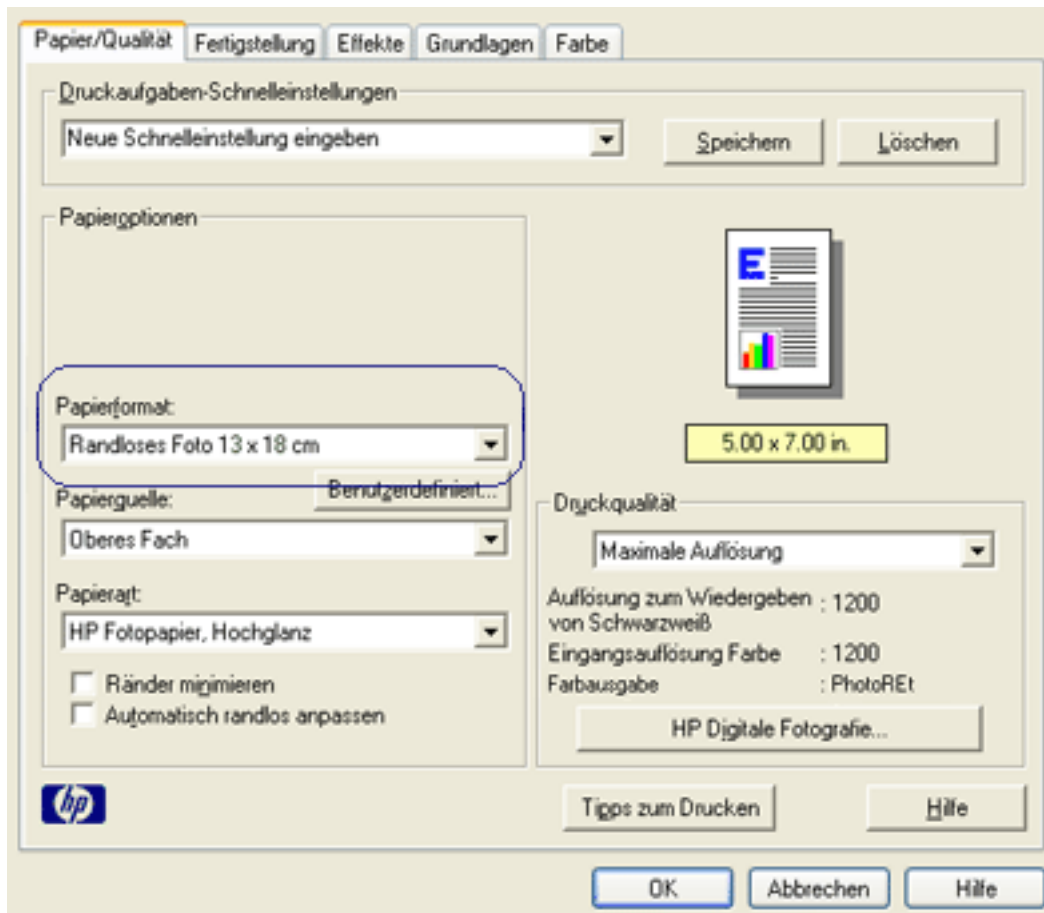 Papier/Qualität Fertigstellung Effekte Grundlagen Farbe
Druckaufgaben-Schnelleinstellungen
Neue Schnelleinstellung eingeben
Speichern
Löschen
Papieroptionen
E
Papierformat:
Randloses Foto 13 x 18 cm
5.00 x 7.00 in.
Benutzerdefiniert...
Papierquelle:
Oberes Fach
Papierart:
HP Fotopapier, Hochglanz
Ränder minimieren
Automatisch randlos anpassen
Druckqualität
Maximale Auflösung
Auflösung zum Wiedergeben : 1200
von Schwarzweiß
Eingangsauflösung Farbe : 1200
Farbausgabe : PhotoREt
HP Digitale Fotografie...
hp
Tipps zum Drucken
Hilfe
OK
Abbrechen
Hilfe